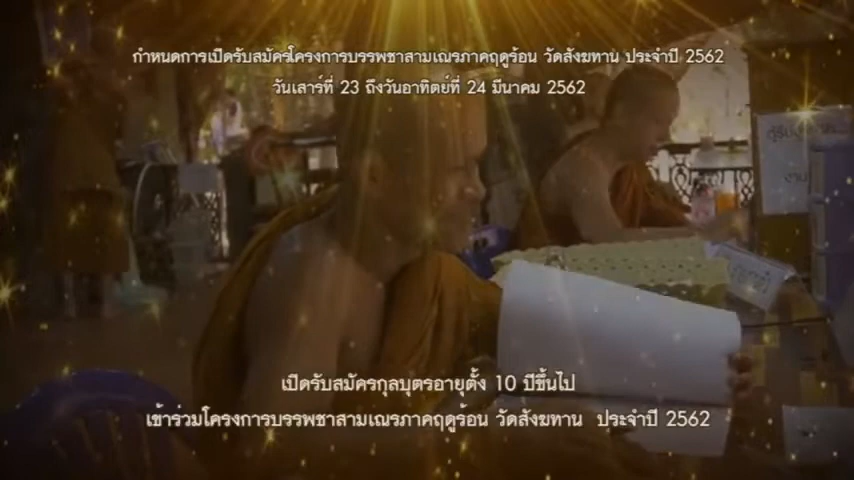 กำหนดการเปิดรับสมัครโครงการบรรพชาสามเณรภาคฤดูร้อน วัดสังฆทาน ประจำปี 2562
วันเสาร์ที่ 23 ถึงวันอาทิตย์ที่ 24 มีนาคม 2562
เปิดรับสมัครกุลบุตรอายุตั้ง 10 ปีขึ้นไป
เข้าร่วมโครงการบรรพชาสามเณรภาคฤดูร้อน วัดสังฆทาน ประจำปี 2562